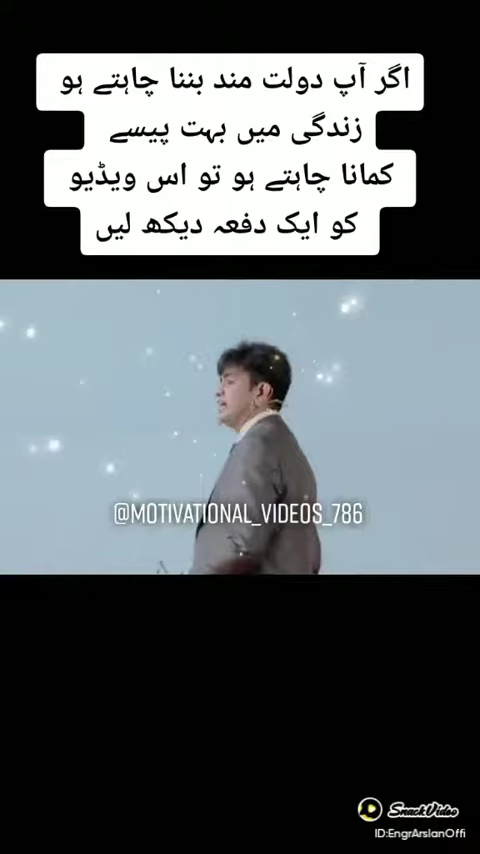 اگر آپ دولت مند بننا چاہتے ہو
زندگی میں بہت پیسے
کمانا چاہتے ہو تو اس ویڈیو
کو ایک دفعہ دیکھ لیں
@MOTIVATIONAL_VIDEOS_786
SnackVideo
ID:EngrArslanOffi